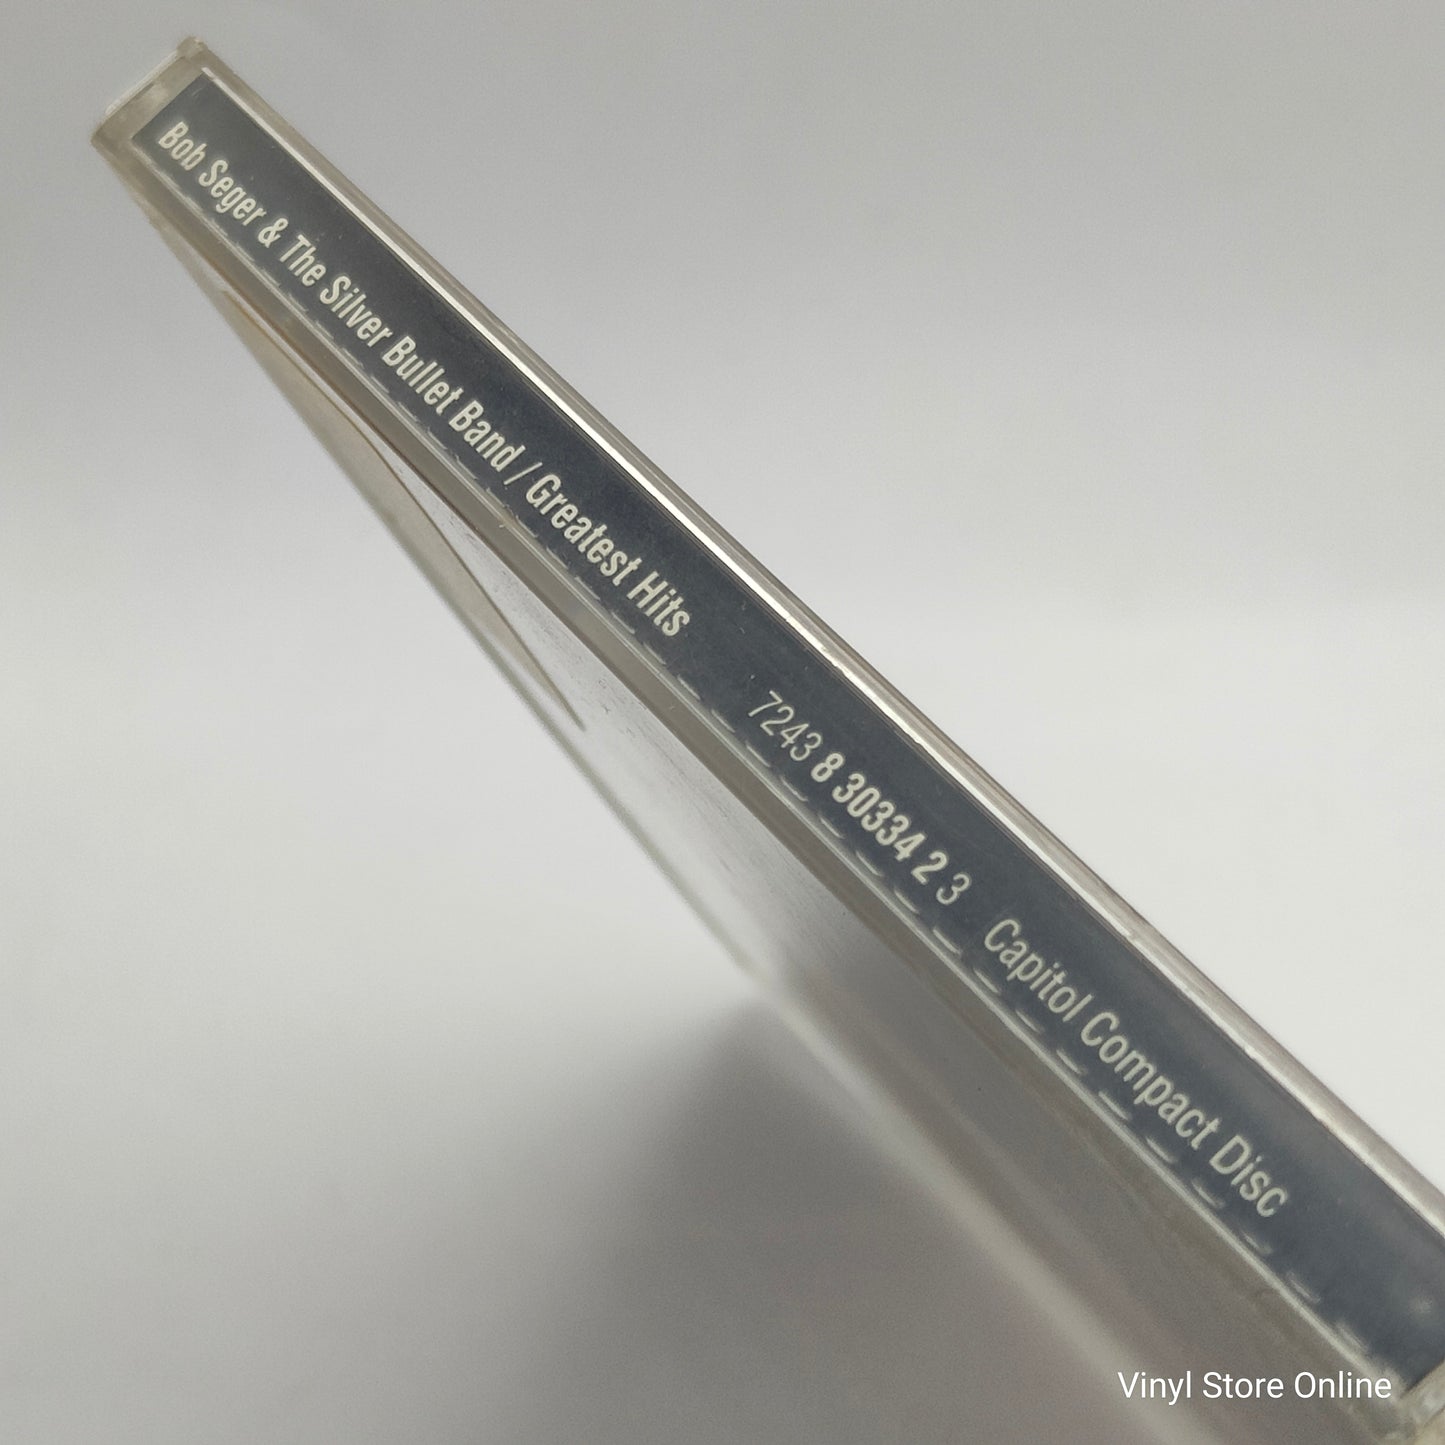 Bob Seger & The Silver Bullet Band / Greatest Hits 7243 8 30334 2 3 Capitol Compact Disc
Vinyl Store Online